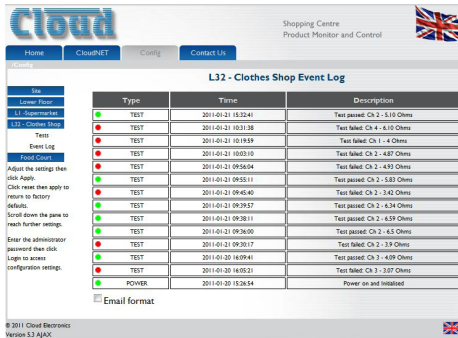 Cloud
Shopping Centre
Product Monitor and Control
Home CloudNET Config Contact Us
/Config
L32 - Clothes Shop Event Log
Site
Lower Floor
L1 -Supermarket
L32 - Clothes Shop
Tests
Event Log
Food Court
Adjust the settings then
click Apply.
Click reset then apply to
return to factory
defaults.
Scroll down the pane to
reach further settings.
Enter the administrator
password then click
Login to access
configuration settings.
Type Time Description
TEST 2011-01-21 15:32:41 Test passed: Ch 2 - 5.10 Ohms
TEST 2011-01-21 10:31:38 Test failed: Ch 4 - 6.10 Ohms
TEST 2011-01-21 10:19:59 Test failed: Ch 1 - 4 Ohms
TEST 2011-01-21 10:03:10 Test failed: Ch 2 - 4.87 Ohms
TEST 2011-01-21 09:56:04 Test failed: Ch 2 - 4.93 Ohms
TEST 2011-01-21 09:55:11 Test passed: Ch 2 - 5.83 Ohms
TEST 2011-01-21 09:45:40 Test failed: Ch 2 - 3.42 Ohms
TEST 2011-01-21 09:39:57 Test passed: Ch 2 - 6.34 Ohms
TEST 2011-01-21 09:38:11 Test passed: Ch 2 - 6.59 Ohms
TEST 2011-01-21 09:36:00 Test passed: Ch 2 - 6.5 Ohms
TEST 2011-01-21 09:30:17 Test failed: Ch 2 - 3.9 Ohms
TEST 2011-01-20 16:09:41 Test passed: Ch 3 - 4.09 Ohms
TEST 2011-01-20 16:05:21 Test failed: Ch 3 - 3.07 Ohms
POWER 2011-01-20 15:26:54 Power on and Initialised
Email format
© 2011 Cloud Electronics
Version 5.3 AJAX